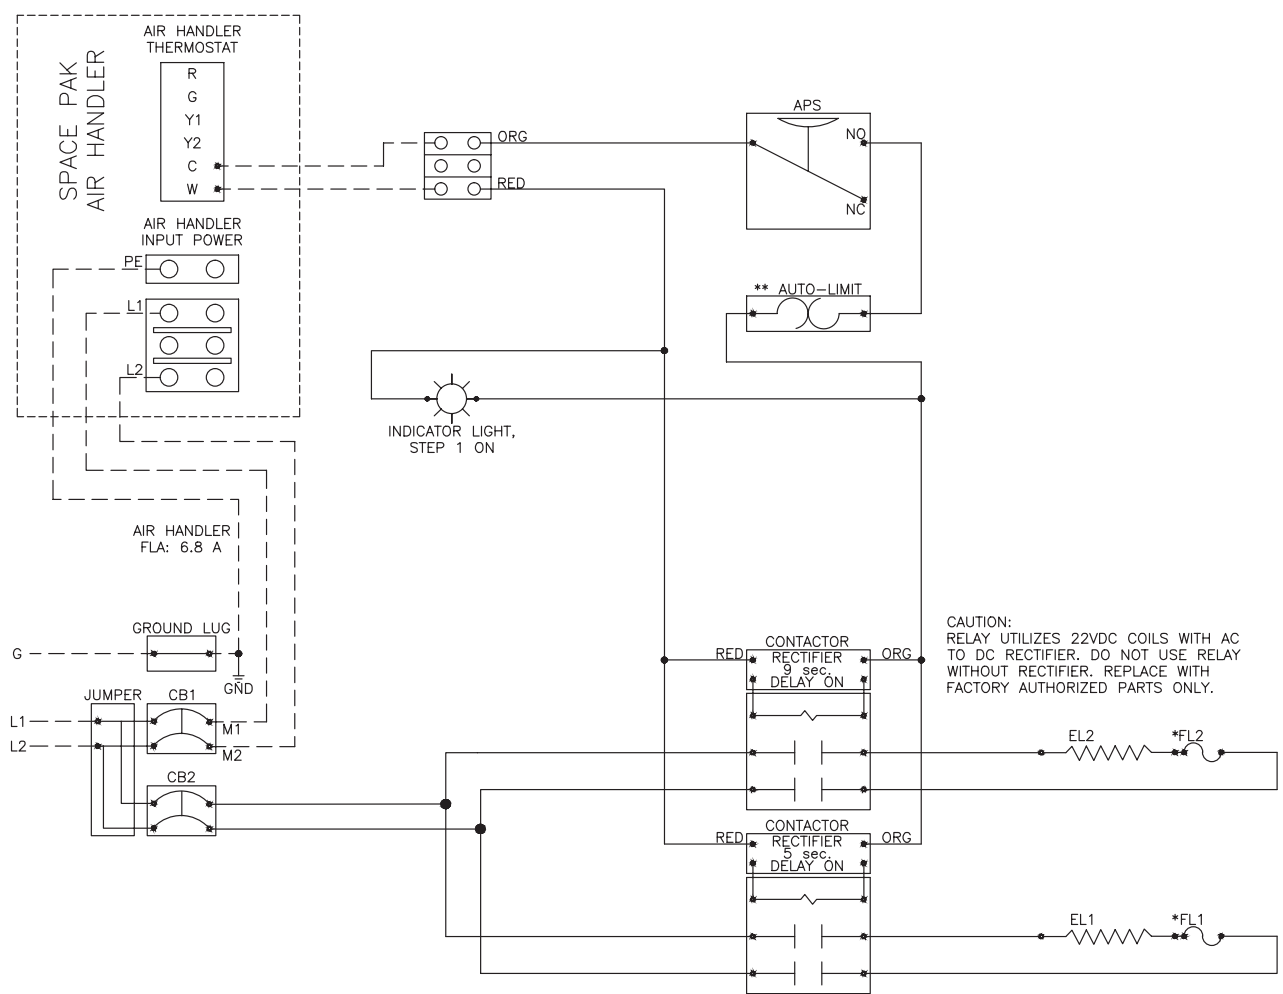 AIR HANDLER
THERMOSTAT
SPACE PAK
AIR HANDLER
R
G
Y1
Y2
C
W
ORG
RED
APS
NO
NC
AIR HANDLER
INPUT POWER
PE
L1
L2
** AUTO-LIMIT
INDICATOR LIGHT,
STEP 1 ON
AIR HANDLER
FLA: 6.8 A
GROUND LUG
G
GND
JUMPER
CB1
L1
L2
M1
M2
CB2
CONTACTOR
RED
RECTIFIER
ORG
9 sec.
DELAY ON
CAUTION:
RELAY UTILIZES 22VDC COILS WITH AC
TO DC RECTIFIER. DO NOT USE RELAY
WITHOUT RECTIFIER. REPLACE WITH
FACTORY AUTHORIZED PARTS ONLY.
EL2
*FL2
CONTACTOR
RED
RECTIFIER
ORG
5 sec.
DELAY ON
EL1
*FL1